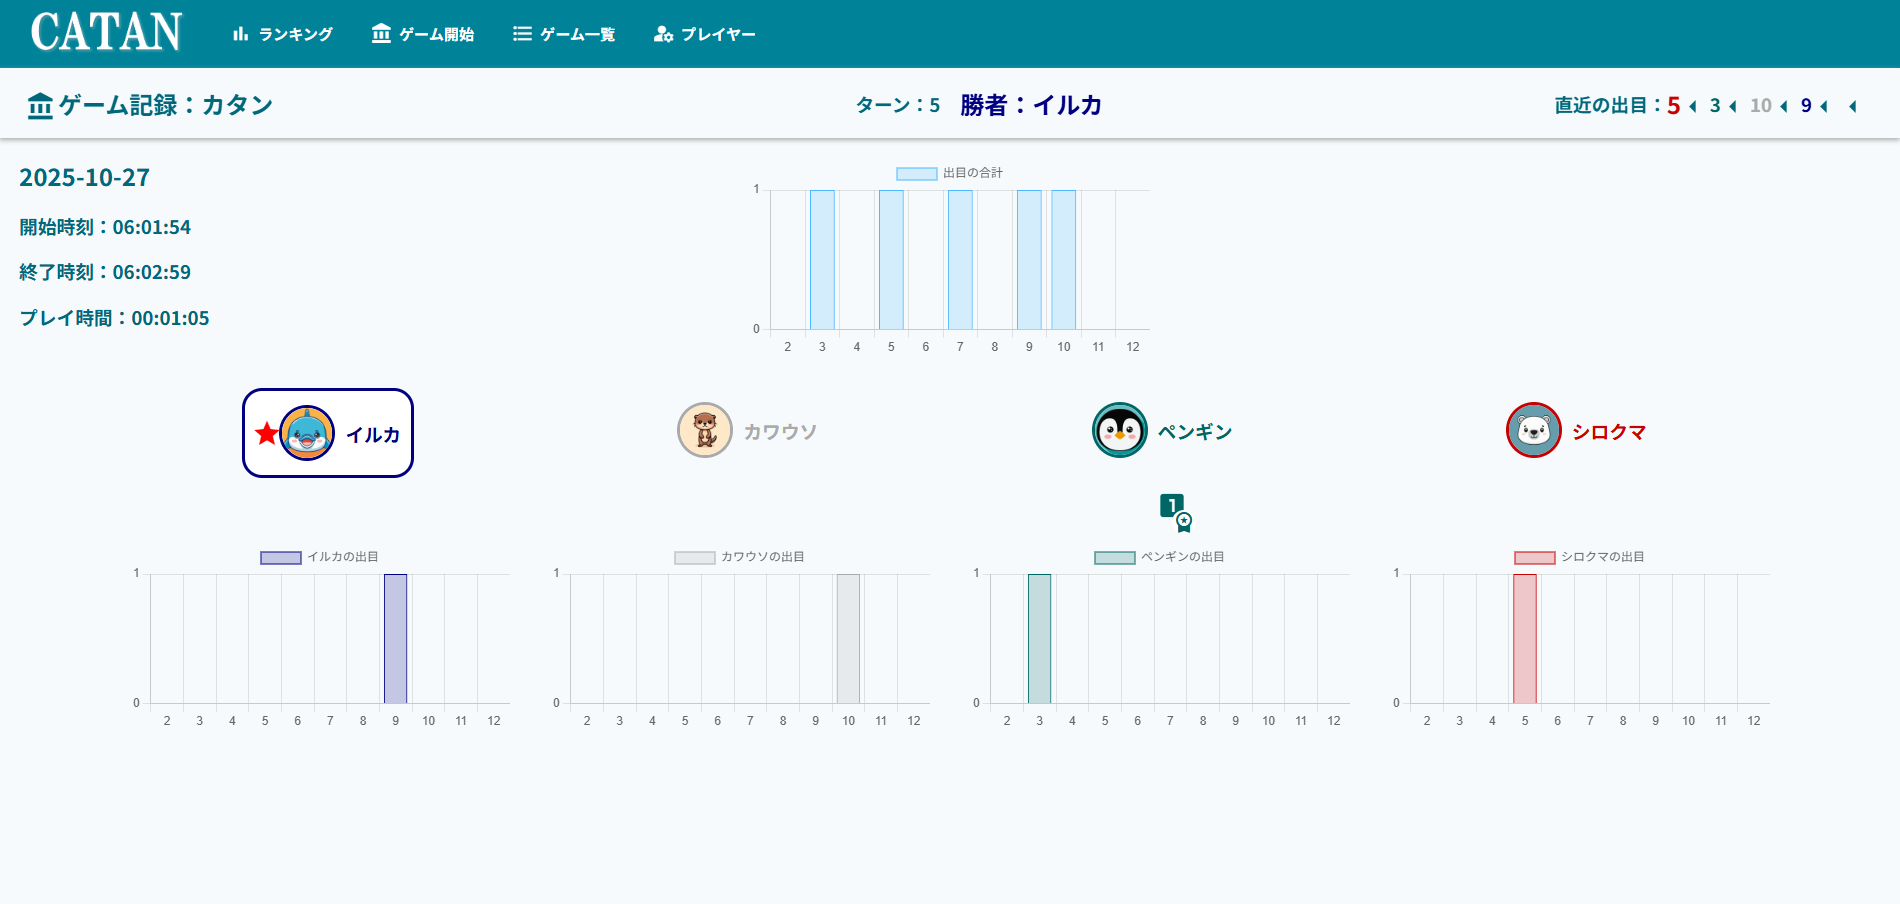 CATAN ランキング ゲーム開始 ゲーム一覧 プレイヤー
ゲーム記録：カタン ターン：5 勝者：イルカ 直近の出目：5 3 10 9
2025-10-27
開始時刻：06:01:54
終了時刻：06:02:59
プレイ時間：00:01:05
出目の合計
1
0
2 3 4 5 6 7 8 9 10 11 12
イルカ カワウソ ペンギン シロクマ
1
イルカの出目
1
0
2 3 4 5 6 7 8 9 10 11 12
カワウソの出目
1
0
2 3 4 5 6 7 8 9 10 11 12
ペンギンの出目
1
0
2 3 4 5 6 7 8 9 10 11 12
シロクマの出目
1
0
2 3 4 5 6 7 8 9 10 11 12